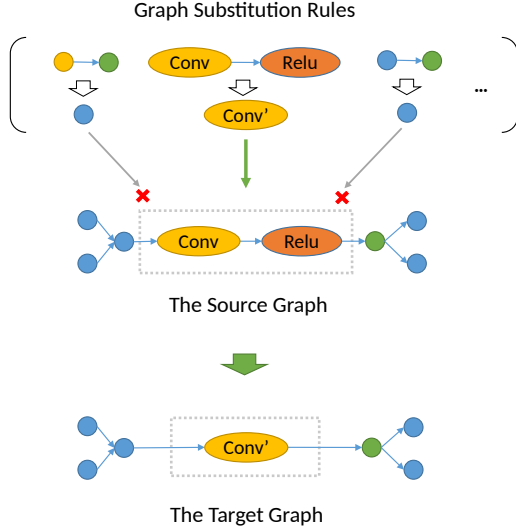 Graph Substitution Rules
Conv Relu
...
Conv’
Conv Relu
The Source Graph
Conv’
The Target Graph